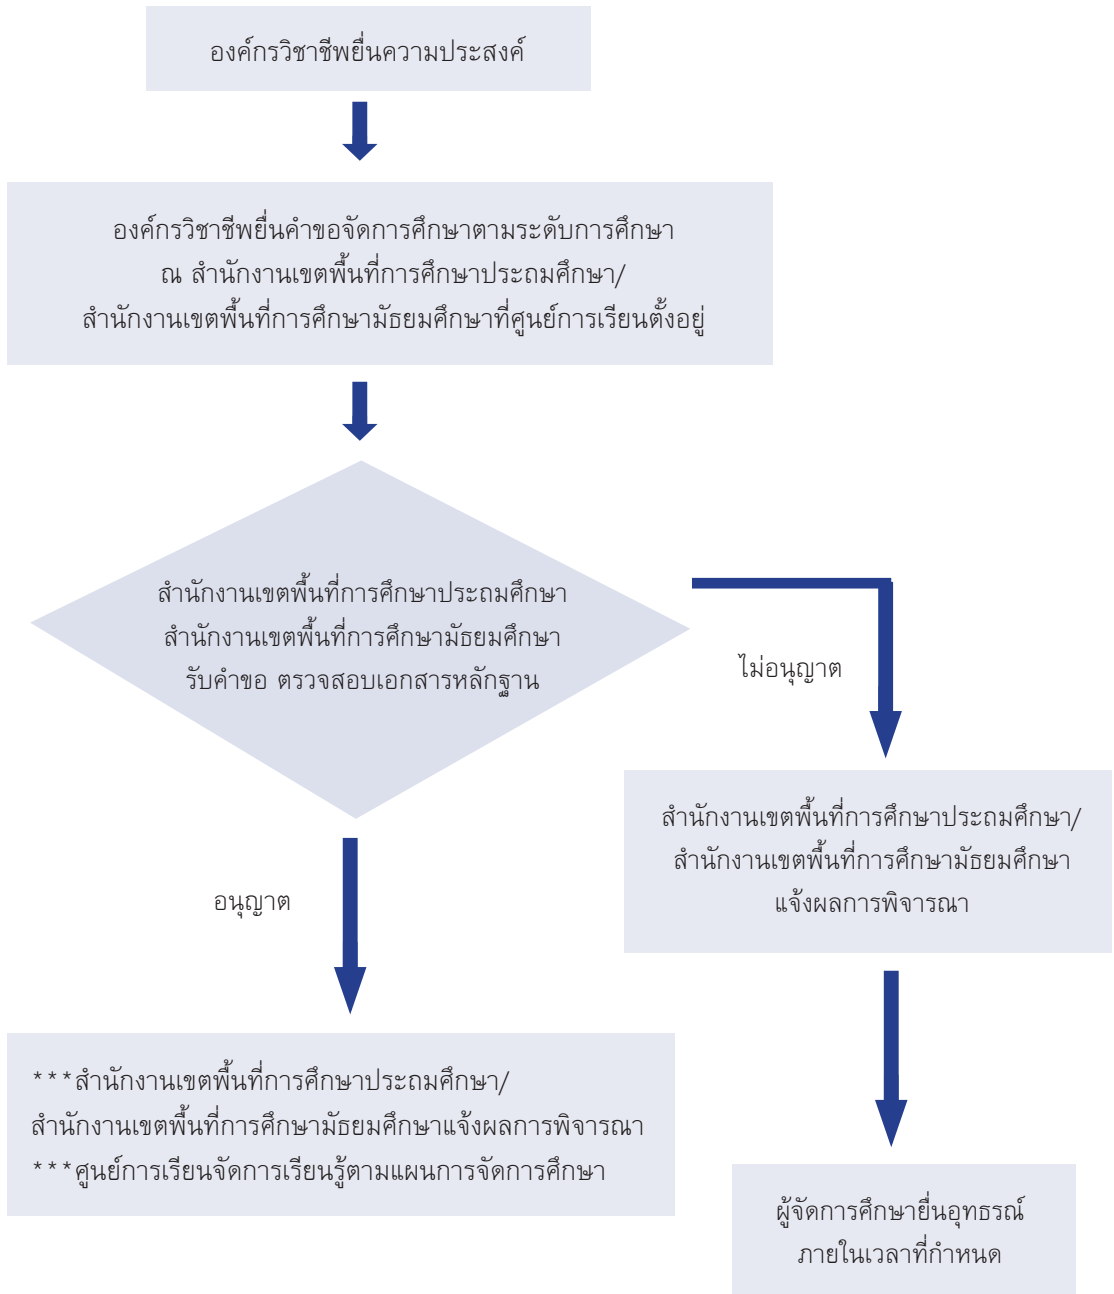 องค์กรวิชาชีพยื่นความประสงค์
องค์กรวิชาชีพยื่นคำขอจัดการศึกษาตามระดับการศึกษา
ณ สำนักงานเขตพื้นที่การศึกษาประถมศึกษา/
สำนักงานเขตพื้นที่การศึกษามัธยมศึกษาที่ศูนย์การเรียนตั้งอยู่
สำนักงานเขตพื้นที่การศึกษาประถมศึกษา
สำนักงานเขตพื้นที่การศึกษามัธยมศึกษา
รับคำขอ ตรวจสอบเอกสารหลักฐาน
ไม่อนุญาต
สำนักงานเขตพื้นที่การศึกษาประถมศึกษา/
สำนักงานเขตพื้นที่การศึกษามัธยมศึกษา
แจ้งผลการพิจารณา
อนุญาต
***สำนักงานเขตพื้นที่การศึกษาประถมศึกษา/
สำนักงานเขตพื้นที่การศึกษามัธยมศึกษาแจ้งผลการพิจารณา
***ศูนย์การเรียนจัดการเรียนรู้ตามแผนการจัดการศึกษา
ผู้จัดการศึกษายื่นอุทธรณ์
ภายในเวลาที่กำหนด